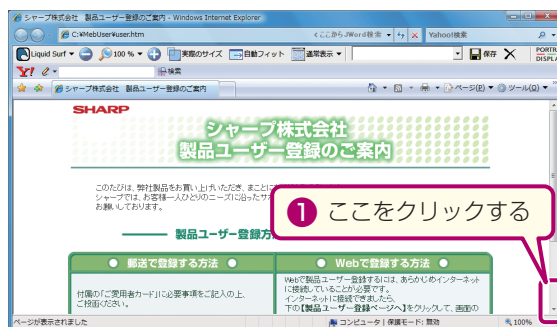 シャープ株式会社　製品ユーザー登録のご案内 - Windows Internet Explorer
C:¥MebUser¥user.htm
<ここから JWord検索
Yahoo!検索
Liquid Surf
100 %
実際のサイズ
自動フィット
通常表示
保存
PORTR
DISPLA
Y!
検索
シャープ株式会社　製品ユーザー登録のご案内
ページ(P)
ツール(O)
SHARP
シャープ株式会社
製品ユーザー登録のご案内
このたびは、弊社製品をお買い上げいただき、まことに
シャープでは、お客様一人ひとりのニーズに沿ったサ
お願いしております。
❶ ここをクリックする
製品ユーザー登録方
● 郵送で登録する方法 ●
● Webで登録する方法 ●
付属の「ご愛用者カード」に必要事項をご記入の上、
ご投函ください。
Webで製品ユーザー登録するには、あらかじめインターネット
に接続していることが必要です。
インターネットに接続できましたら、
下の【製品ユーザー登録ページへ】をクリックして、画面の
ページが表示されました
コンピュータ | 保護モード: 無効
100%